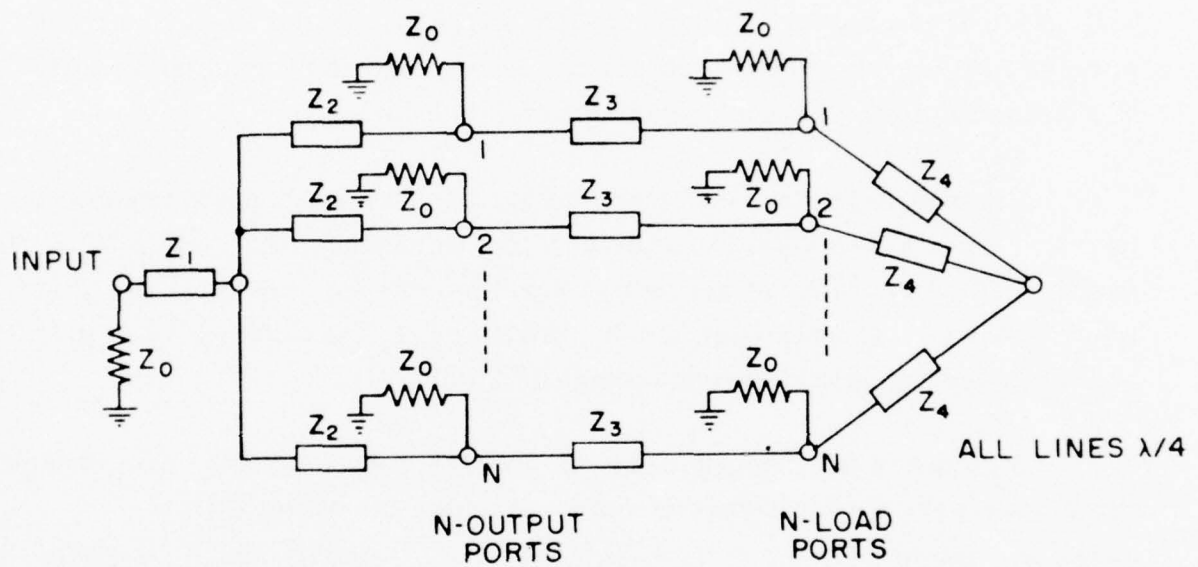 Z₀
Z₀
Z₂
Z₃
1
1
Z₀
Z₀
Z₄
Z₂
Z₃
2
2
Z₄
INPUT
Z₁
Z₀
Z₀
Z₀
Z₂
Z₃
Z₄
N
N
ALL LINES λ/4
N-OUTPUT
PORTS
N-LOAD
PORTS